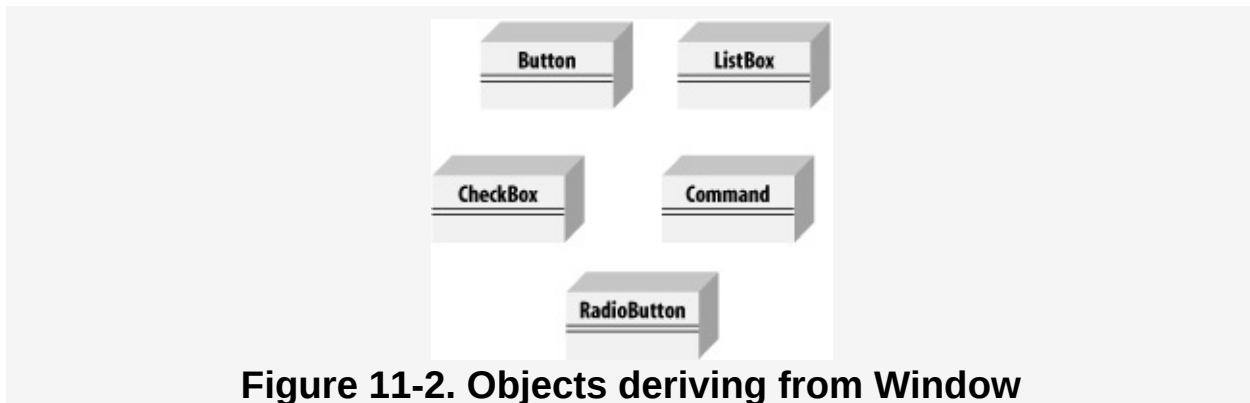 Button ListBox
CheckBox Command
RadioButton
Figure 11-2. Objects deriving from Window